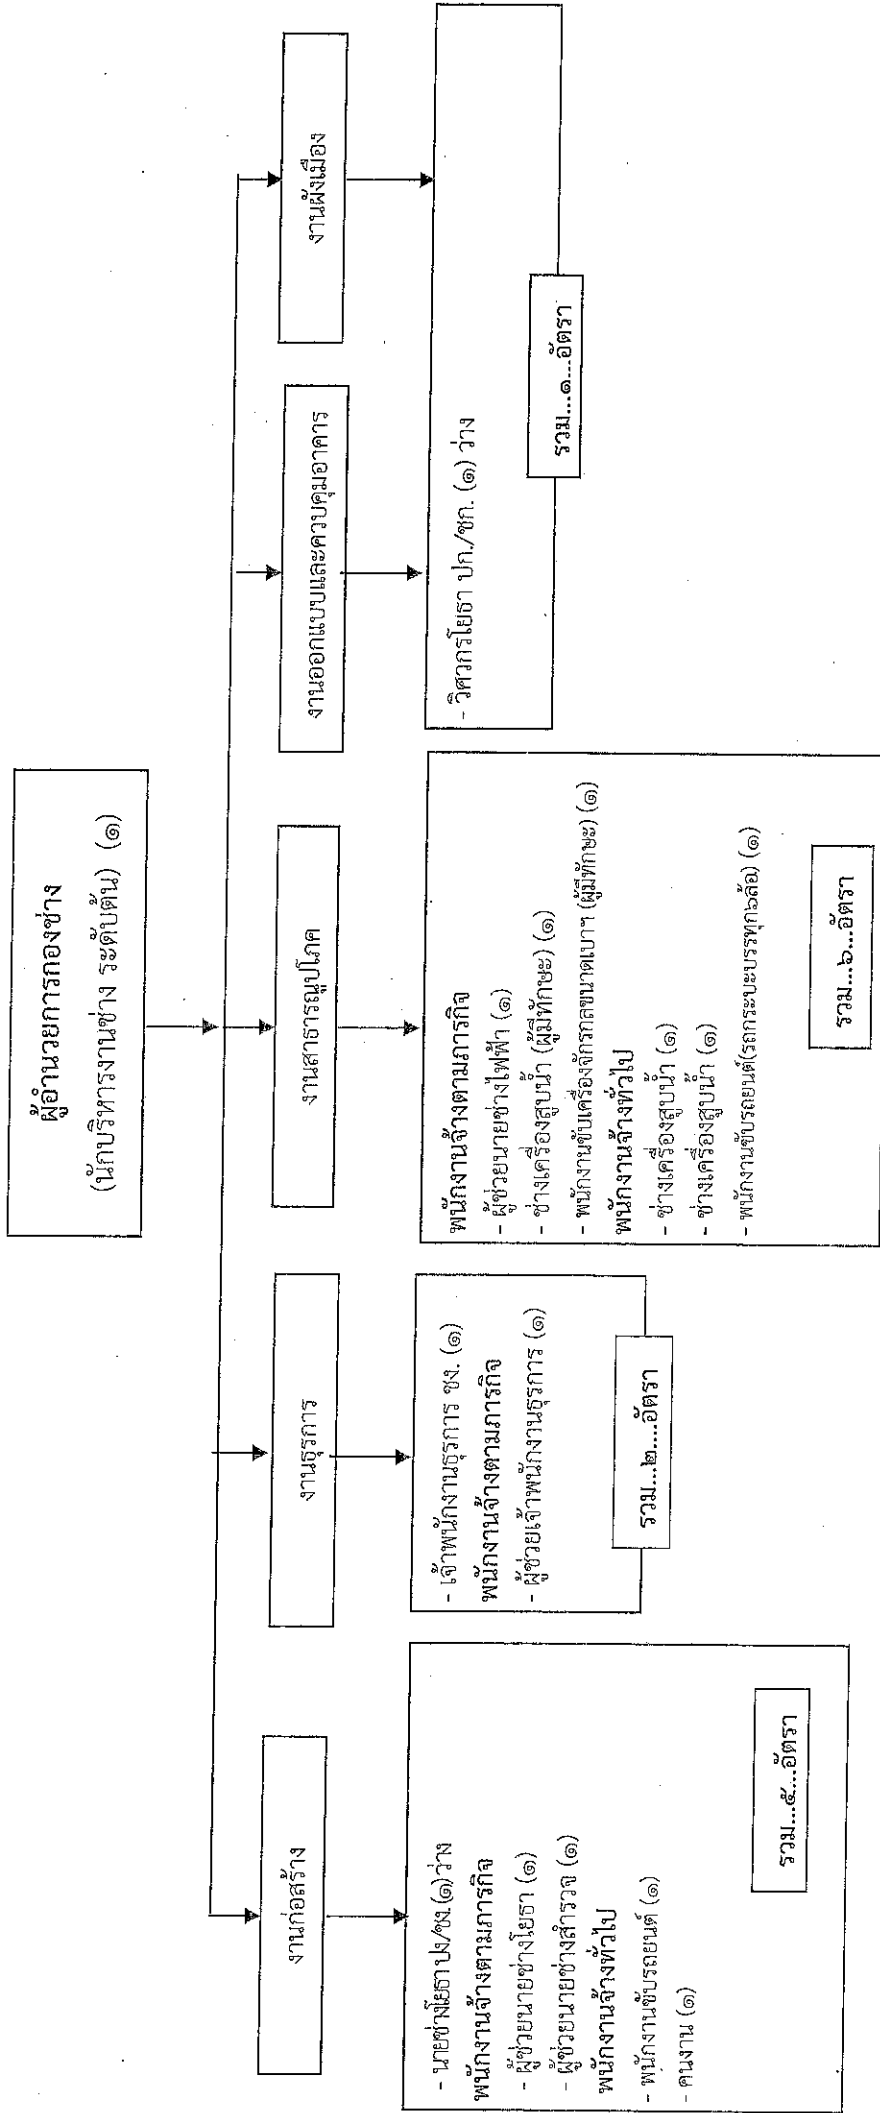 ผู้อำนวยการกองช่าง
(นักบริหารงานช่าง ระดับต้น) (๑)
งานก่อสร้าง
งานธุรการ
งานสาธารณูปโภค
งานออกแบบและควบคุมอาคาร
งานผังเมือง
- นายช่างโยธา ปง/ชง.(๑) ว่าง
พนักงานจ้างตามภารกิจ
- ผู้ช่วยนายช่างโยธา (๑)
- ผู้ช่วยนายช่างสำรวจ (๑)
พนักงานจ้างทั่วไป
- พนักงานขับรถยนต์ (๑)
- คนงาน (๑)
รวม...๕...อัตรา
- เจ้าพนักงานธุรการ ชง. (๑)
พนักงานจ้างตามภารกิจ
- ผู้ช่วยเจ้าพนักงานธุรการ (๑)
รวม...๒....อัตรา
พนักงานจ้างตามภารกิจ
- ผู้ช่วยนายช่างไฟฟ้า (๑)
- ช่างเครื่องสูบน้ำ (ผู้มีทักษะ) (๑)
- พนักงานขับเครื่องจักรกลขนาดเบาฯ (ผู้มีทักษะ) (๑)
พนักงานจ้างทั่วไป
- ช่างเครื่องสูบน้ำ (๑)
- ช่างเครื่องสูบน้ำ (๑)
- พนักงานขับรถยนต์(รถกระบะบรรทุก๖ล้อ) (๑)
รวม...๖...อัตรา
- วิศวกรโยธา ปก./ชก. (๑) ว่าง
รวม...๑...อัตรา